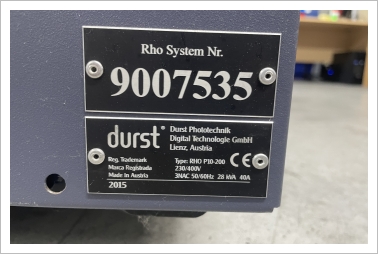 Rho System Nr.
9007535
durst®
Durst Phototechnik
Digital Technologie GmbH
Lienz, Austria
Reg. Trademark
Marca Registrada
Made in Austria
2015
Type: RHO P10-200
230/400V
3NAC 50/60Hz 28 kVA 40A
CE